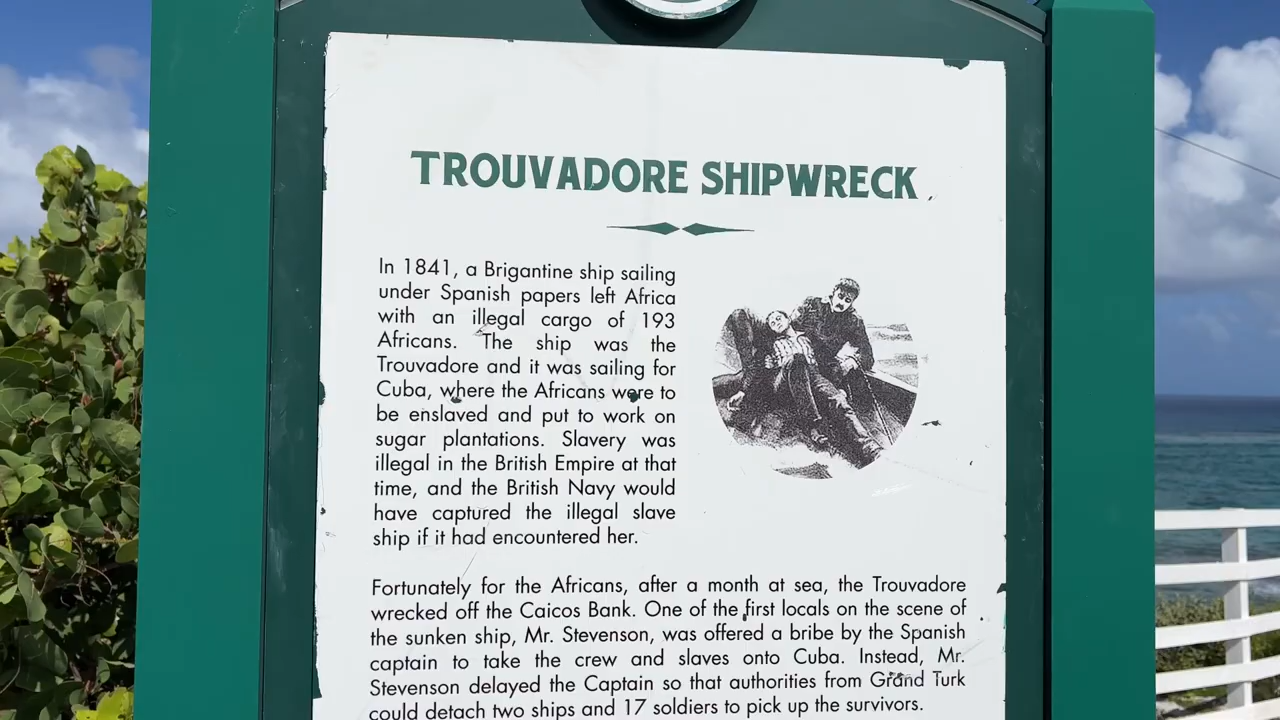 TROUVADORE SHIPWRECK
In 1841, a Brigantine ship sailing
under Spanish papers left Africa
with an illegal cargo of 193
Africans. The ship was the
Trouvadore and it was sailing for
Cuba, where the Africans were to
be enslaved and put to work on
sugar plantations. Slavery was
illegal in the British Empire at that
time, and the British Navy would
have captured the illegal slave
ship if it had encountered her.
Fortunately for the Africans, after a month at sea, the Trouvadore
wrecked off the Caicos Bank. One of the first locals on the scene of
the sunken ship, Mr. Stevenson, was offered a bribe by the Spanish
captain to take the crew and slaves onto Cuba. Instead, Mr.
Stevenson delayed the Captain so that authorities from Grand Turk
could detach two ships and 17 soldiers to pick up the survivors.